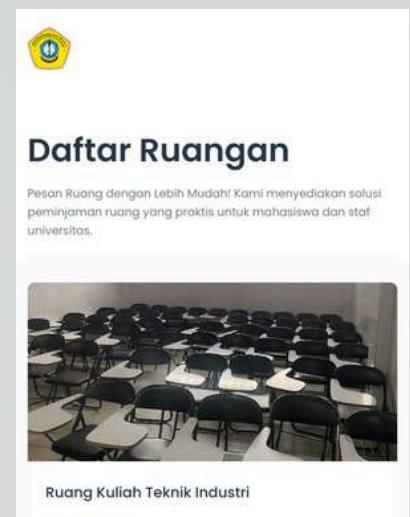 Daftar Ruangan
Pesan Ruang dengan Lebih Mudah! Kami menyediakan solusi
peminjaman ruang yang praktis untuk mahasiswa dan staf
universitas.
Ruang Kuliah Teknik Industri